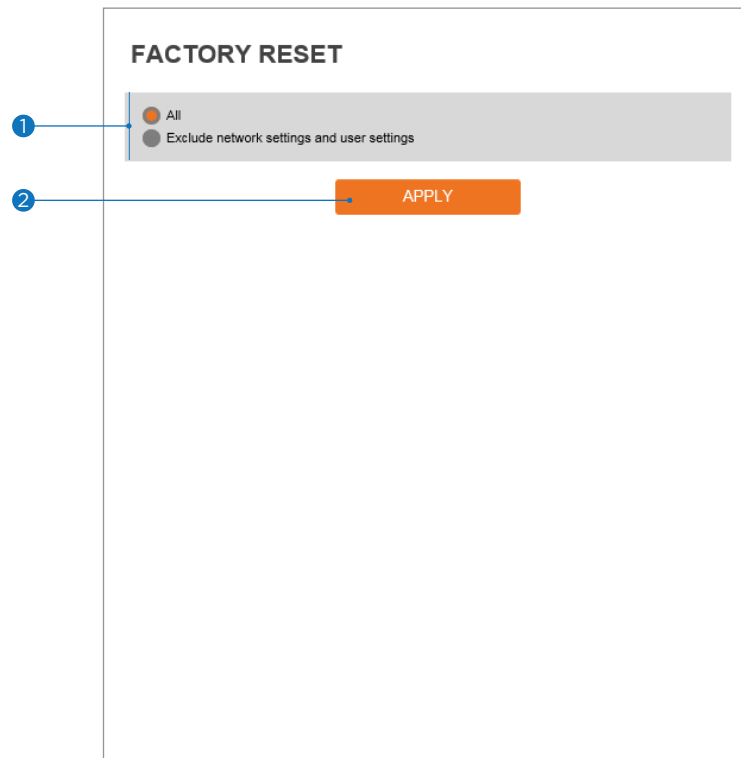 FACTORY RESET
1
All
Exclude network settings and user settings
2
APPLY